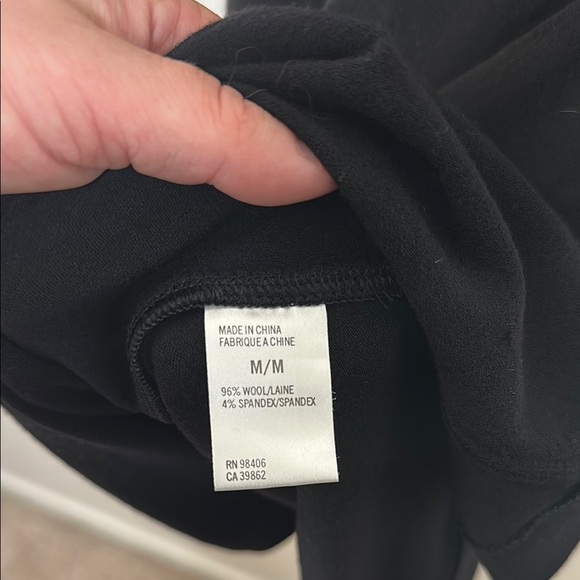 MADE IN CHINA
FABRIQUE A CHINE
M/M
96% WOOL/LAINE
4% SPANDEX/SPANDEX
RN 98406
CA 39862